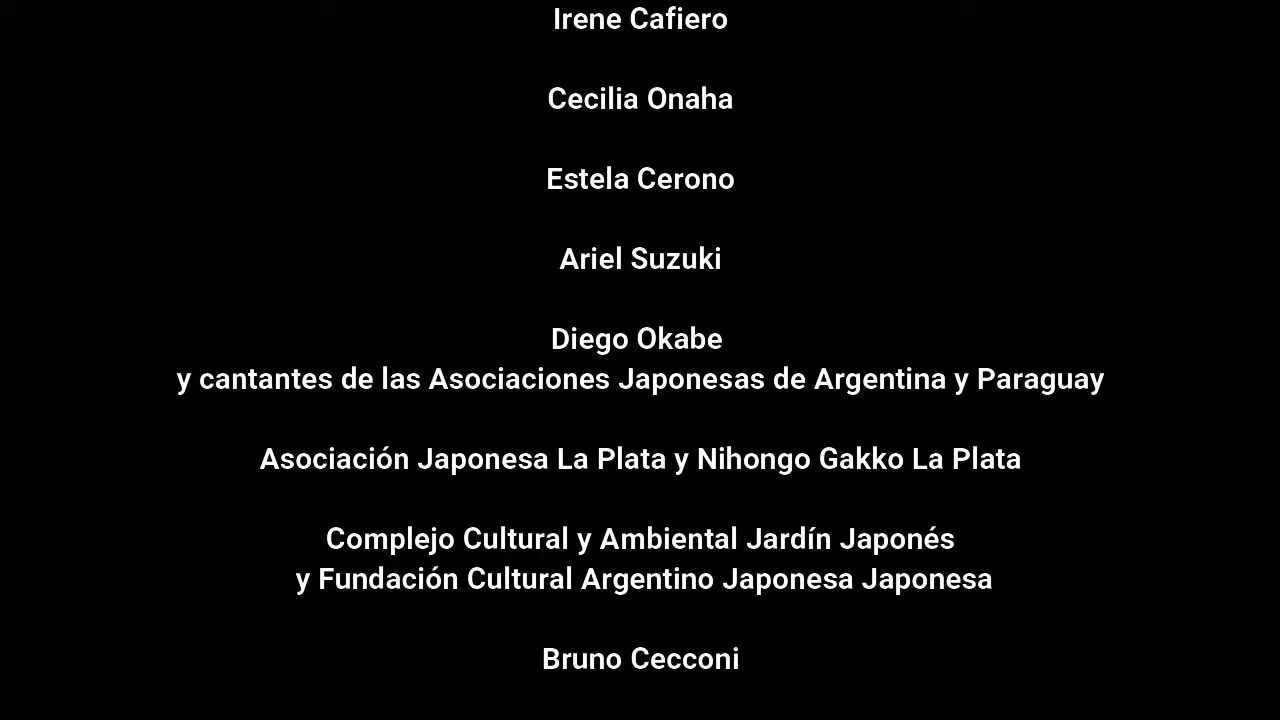 Irene Cafiero
Cecilia Onaha
Estela Cerono
Ariel Suzuki
Diego Okabe
y cantantes de las Asociaciones Japonesas de Argentina y Paraguay
Asociación Japonesa La Plata y Nihongo Gakko La Plata
Complejo Cultural y Ambiental Jardín Japonés
y Fundación Cultural Argentino Japonesa Japonesa
Bruno Cecconi